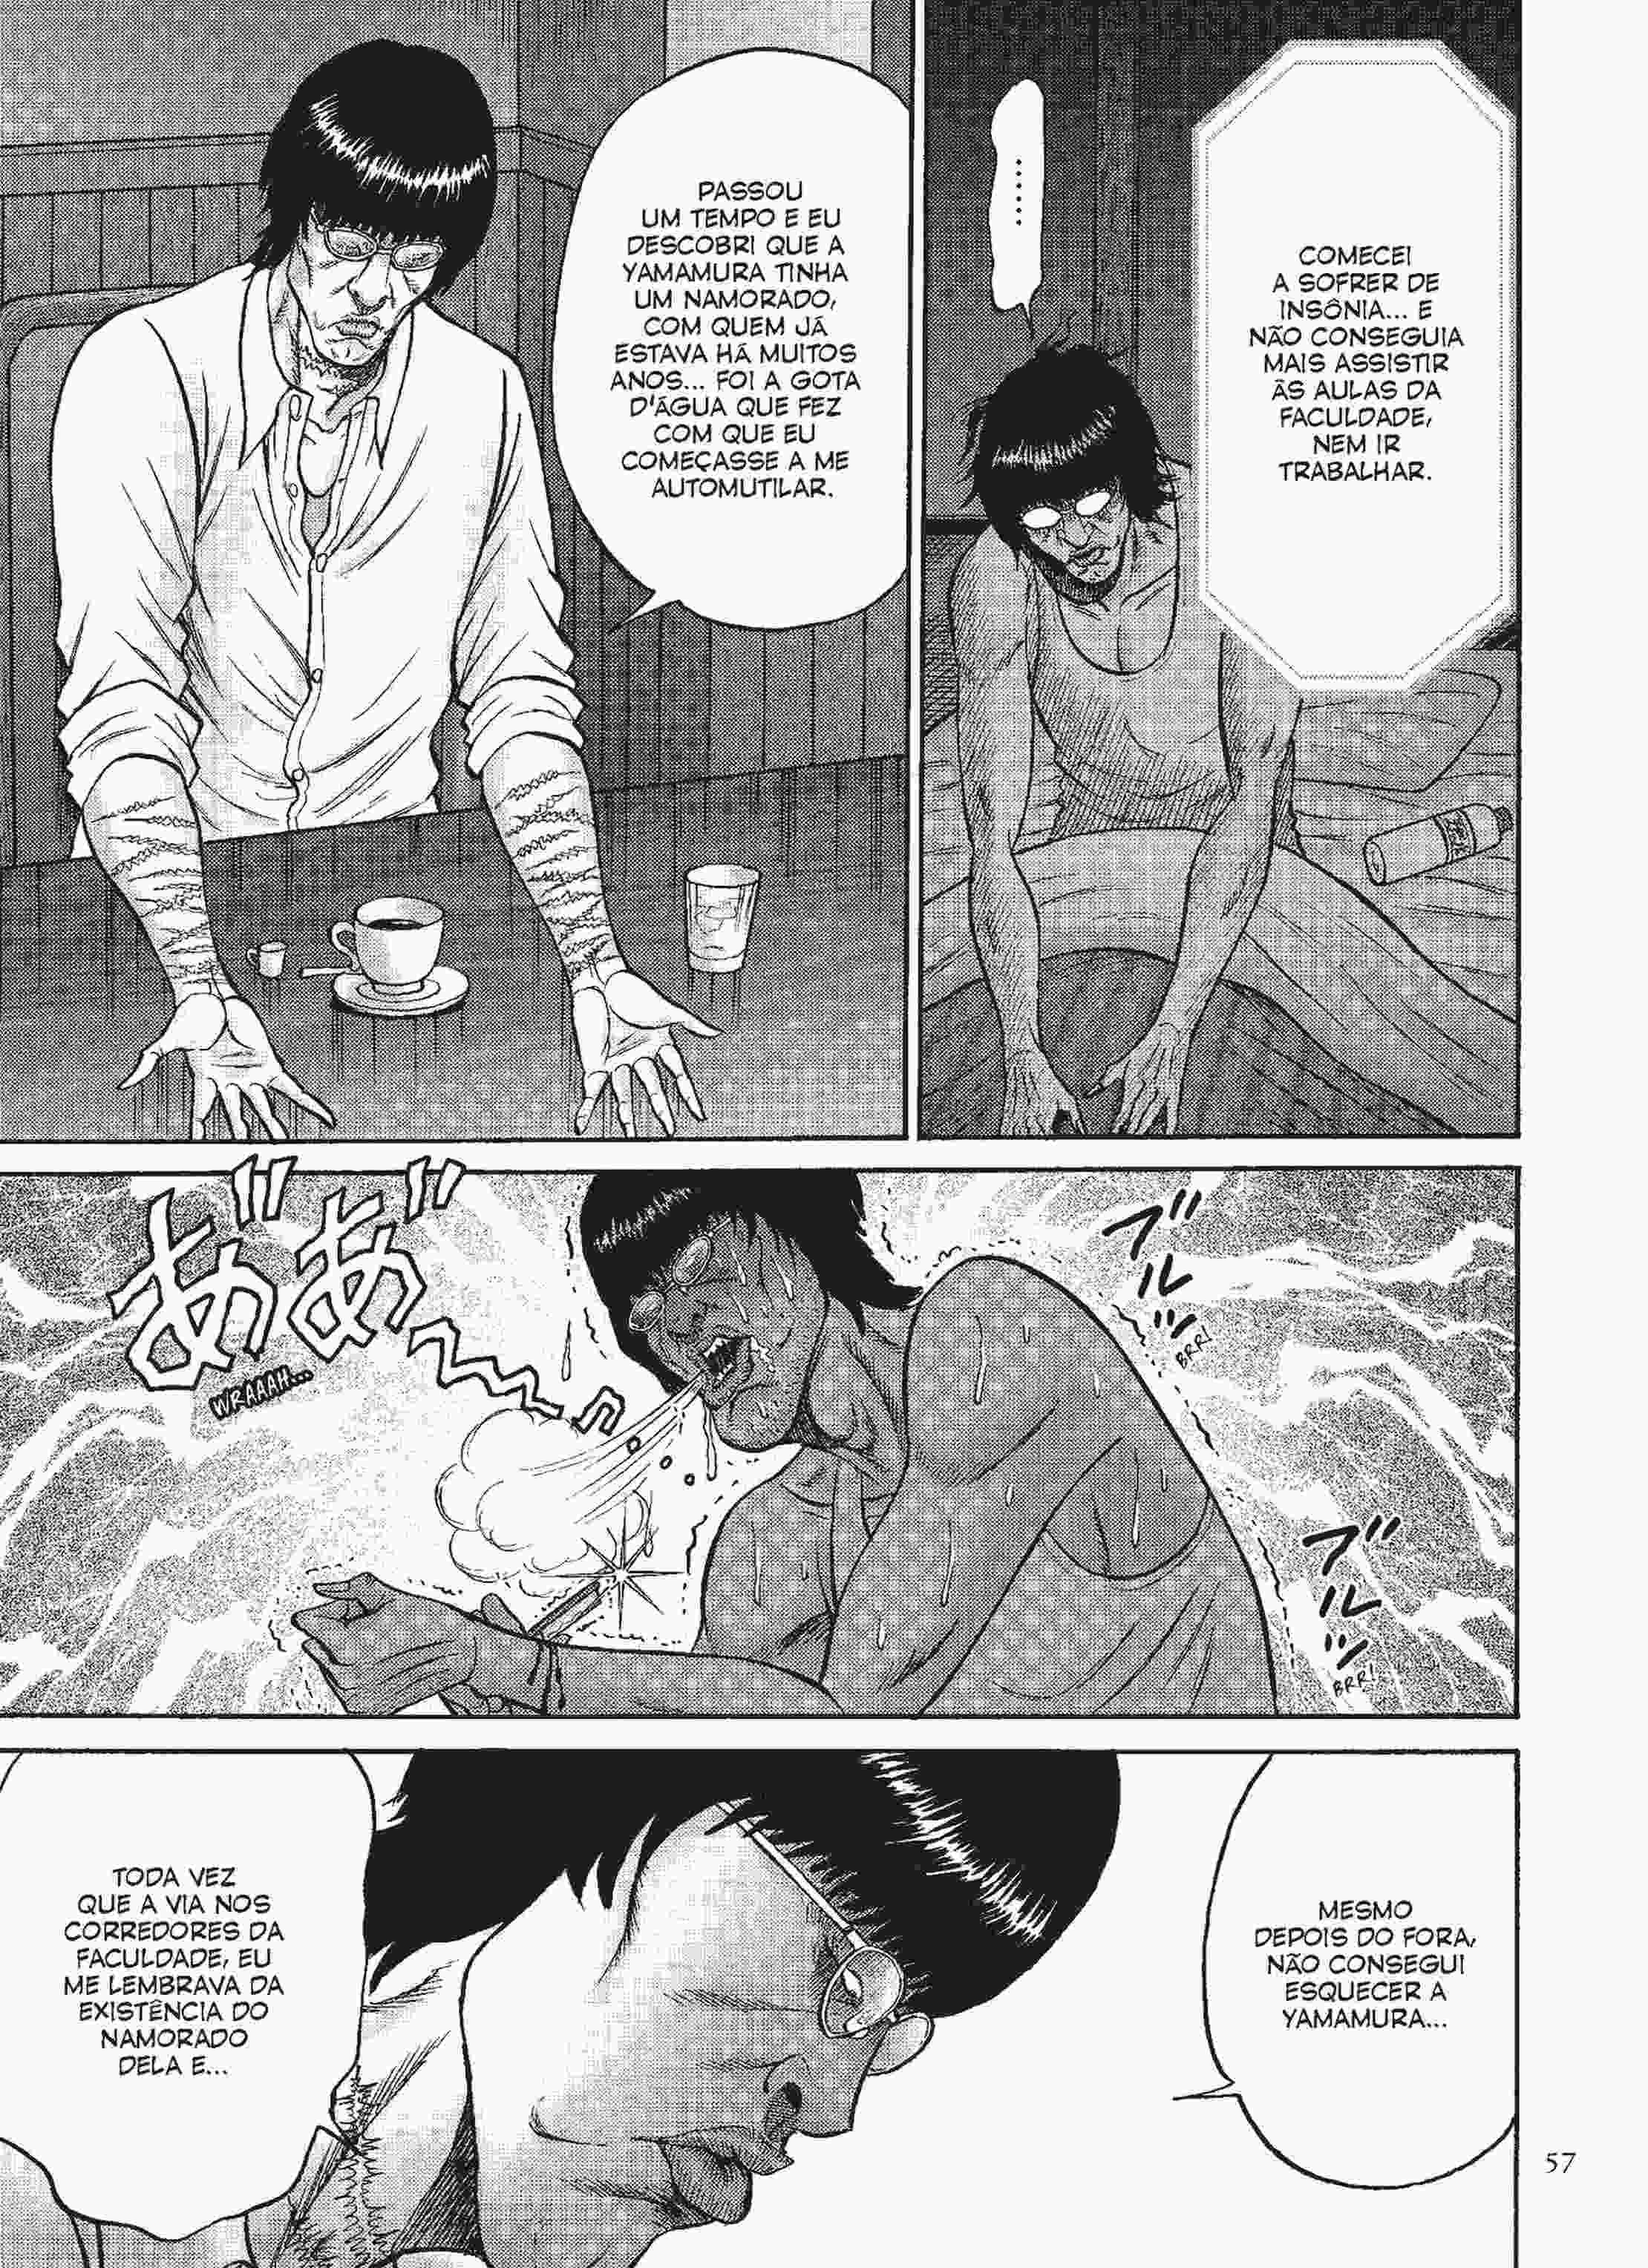 COMECEI
A SOFRER DE
INSÔNIA... E
NÃO CONSEGUIA
MAIS ASSISTIR
ÀS AULAS DA
FACULDADE,
NEM IR
TRABALHAR.
.......
PASSOU
UM TEMPO E EU
DESCOBRI QUE A
YAMAMURA TINHA
UM NAMORADO,
COM QUEM JÁ
ESTAVA HÁ MUITOS
ANOS... FOI A GOTA
D'ÁGUA QUE FEZ
COM QUE EU
COMEÇASSE A ME
AUTOMUTILAR.
ブルッ
BRR!
あ゛あ゛〜〜ッ
WRAAAH...
ブルッ
BRR!
MESMO
DEPOIS DO FORA,
NÃO CONSEGUI
ESQUECER A
YAMAMURA...
TODA VEZ
QUE A VIA NOS
CORREDORES DA
FACULDADE, EU
ME LEMBRAVA DA
EXISTÊNCIA DO
NAMORADO
DELA E...
57